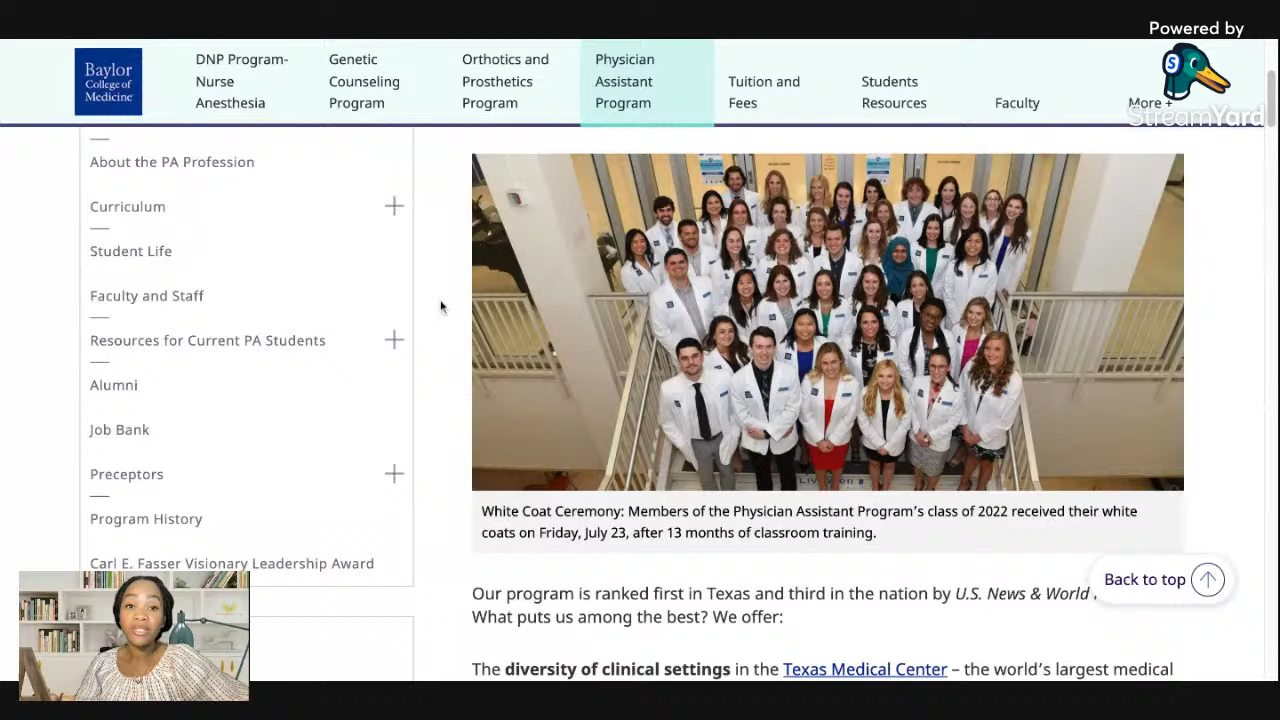 Powered by
StreamYard
Baylor
College of
Medicine
DNP Program-
Nurse
Anesthesia
Genetic
Counseling
Program
Orthotics and
Prosthetics
Program
Physician
Assistant
Program
Tuition and
Fees
Students
Resources
Faculty
More +
About the PA Profession
Curriculum
Student Life
Faculty and Staff
Resources for Current PA Students
Alumni
Job Bank
Preceptors
Program History
Carl E. Fasser Visionary Leadership Award
White Coat Ceremony: Members of the Physician Assistant Program's class of 2022 received their white
coats on Friday, July 23, after 13 months of classroom training.
Back to top
Our program is ranked first in Texas and third in the nation by U.S. News & World
What puts us among the best? We offer:
The diversity of clinical settings in the Texas Medical Center – the world's largest medical